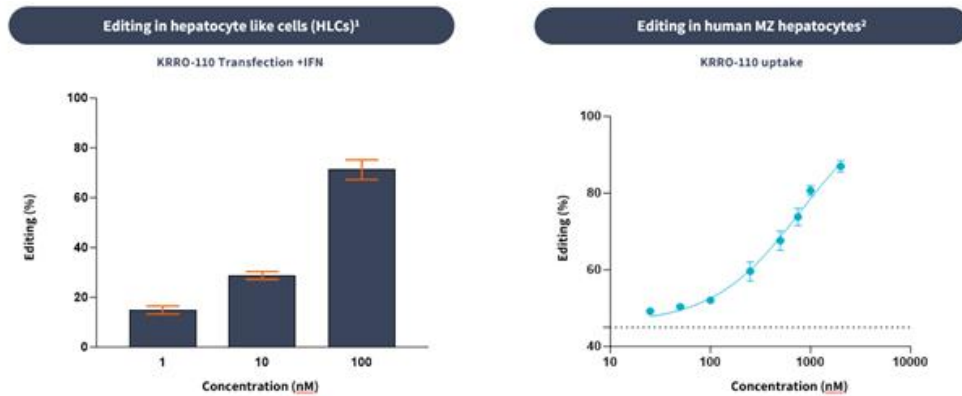 Editing in hepatocyte like cells (HLCs)¹
KRRO-110 Transfection +IFN
100
80
60
40
20
0
Editing (%)
1
10
100
Concentration (nM)
Editing in human MZ hepatocytes²
KRRO-110 uptake
100
80
60
40
Editing (%)
10
100
1000
10000
Concentration (nM)